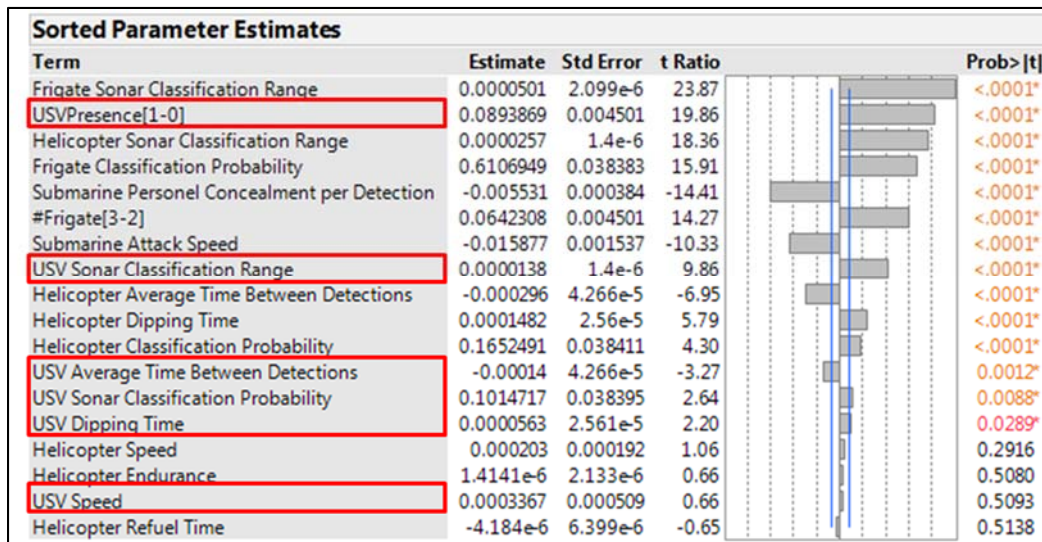 Sorted Parameter Estimates
Term Estimate Std Error t Ratio Prob>|t|
Frigate Sonar Classification Range 0.0000501 2.099e-6 23.87 <.0001*
USVPresence[1-0] 0.0893869 0.004501 19.86 <.0001*
Helicopter Sonar Classification Range 0.0000257 1.4e-6 18.36 <.0001*
Frigate Classification Probability 0.6106949 0.038383 15.91 <.0001*
Submarine Personel Concealment per Detection -0.005531 0.000384 -14.41 <.0001*
#Frigate[3-2] 0.0642308 0.004501 14.27 <.0001*
Submarine Attack Speed -0.015877 0.001537 -10.33 <.0001*
USV Sonar Classification Range 0.0000138 1.4e-6 9.86 <.0001*
Helicopter Average Time Between Detections -0.000296 4.266e-5 -6.95 <.0001*
Helicopter Dipping Time 0.0001482 2.56e-5 5.79 <.0001*
Helicopter Classification Probability 0.1652491 0.038411 4.30 <.0001*
USV Average Time Between Detections -0.00014 4.266e-5 -3.27 0.0012*
USV Sonar Classification Probability 0.1014717 0.038395 2.64 0.0088*
USV Dipping Time 0.0000563 2.561e-5 2.20 0.0289*
Helicopter Speed 0.000203 0.000192 1.06 0.2916
Helicopter Endurance 1.4141e-6 2.133e-6 0.66 0.5080
USV Speed 0.0003367 0.000509 0.66 0.5093
Helicopter Refuel Time -4.184e-6 6.399e-6 -0.65 0.5138